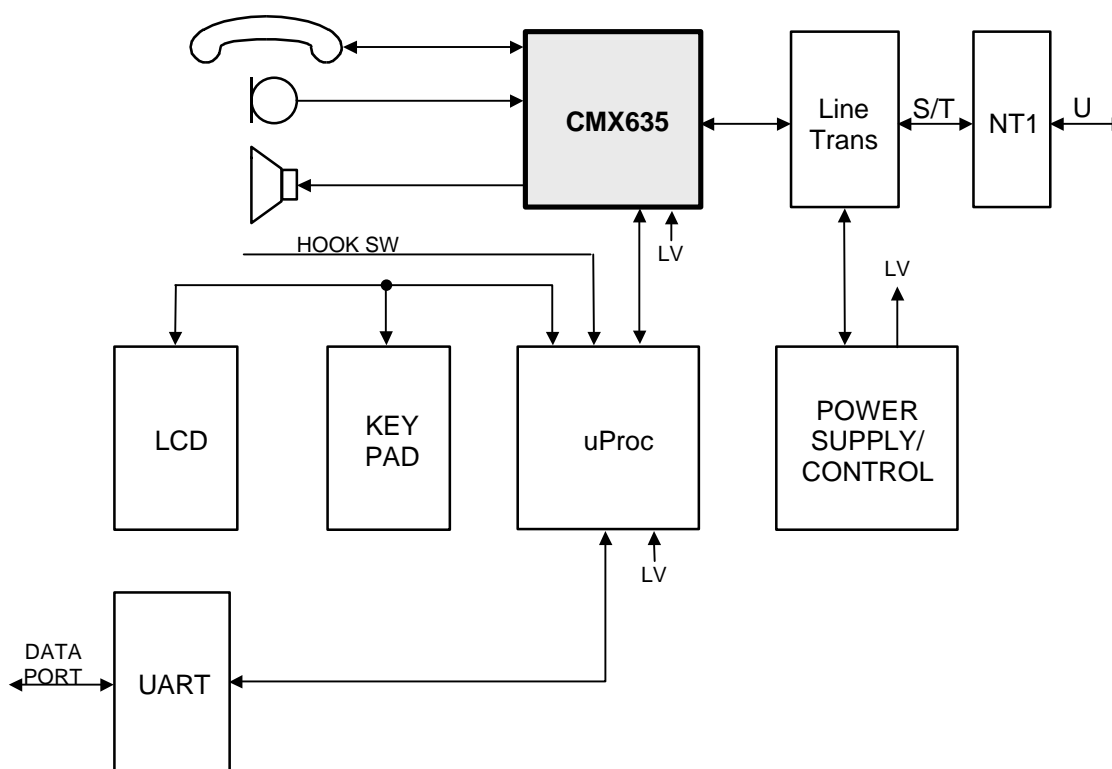 CMX635
Line
Trans
S/T
NT1
U
HOOK SW
LV
LV
LCD
KEY
PAD
uProc
POWER
SUPPLY/
CONTROL
LV
DATA
PORT
UART